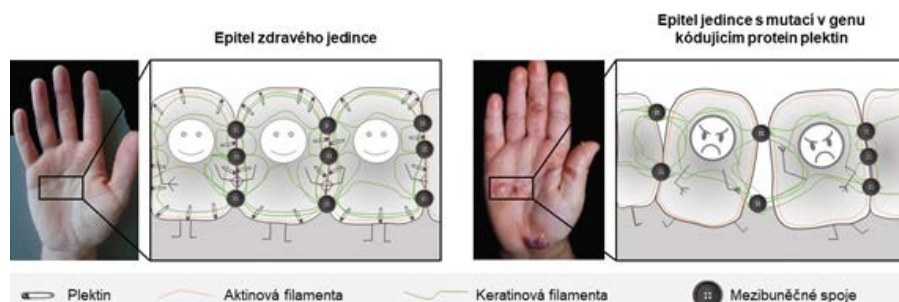 Epitel zdravého jedince
Epitel jedince s mutací v genu
kódujícím protein plektin
Plektin
Aktinová filamenta
Keratinová filamenta
Mezibuněčné spoje